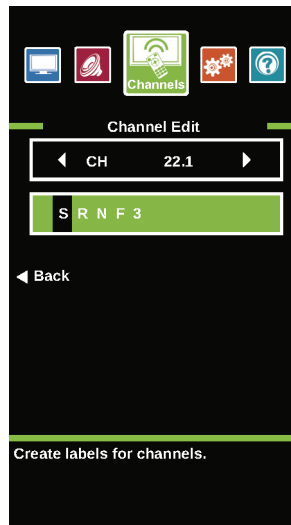 Channels
Channel Edit
CH 22.1
S R N F 3
Back
Create labels for channels.